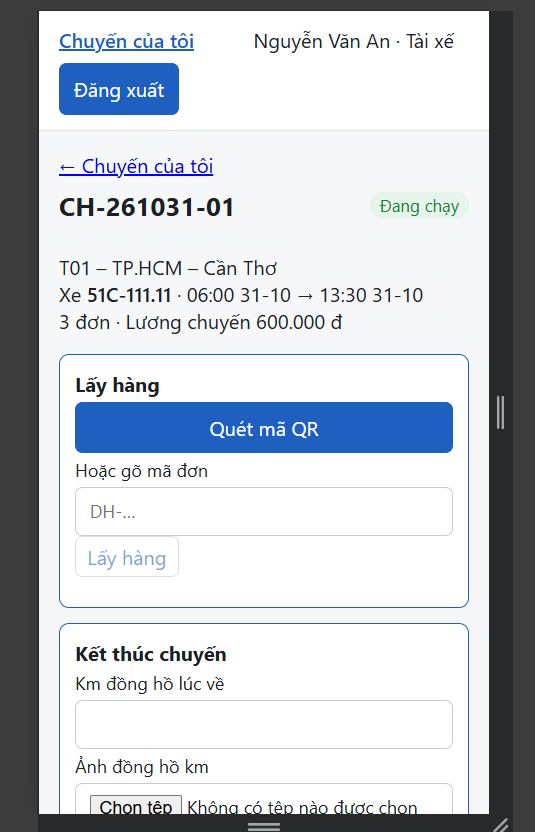 Chuyến của tôi Nguyễn Văn An · Tài xế
Đăng xuất
← Chuyến của tôi
CH-261031-01 Đang chạy
T01 – TP.HCM – Cần Thơ
Xe 51C-111.11 · 06:00 31-10 → 13:30 31-10
3 đơn · Lương chuyến 600.000 đ
Lấy hàng
Quét mã QR
Hoặc gõ mã đơn
DH-...
Lấy hàng
Kết thúc chuyến
Km đồng hồ lúc về
Ảnh đồng hồ km
Chọn tệp Không có tệp nào được chọn